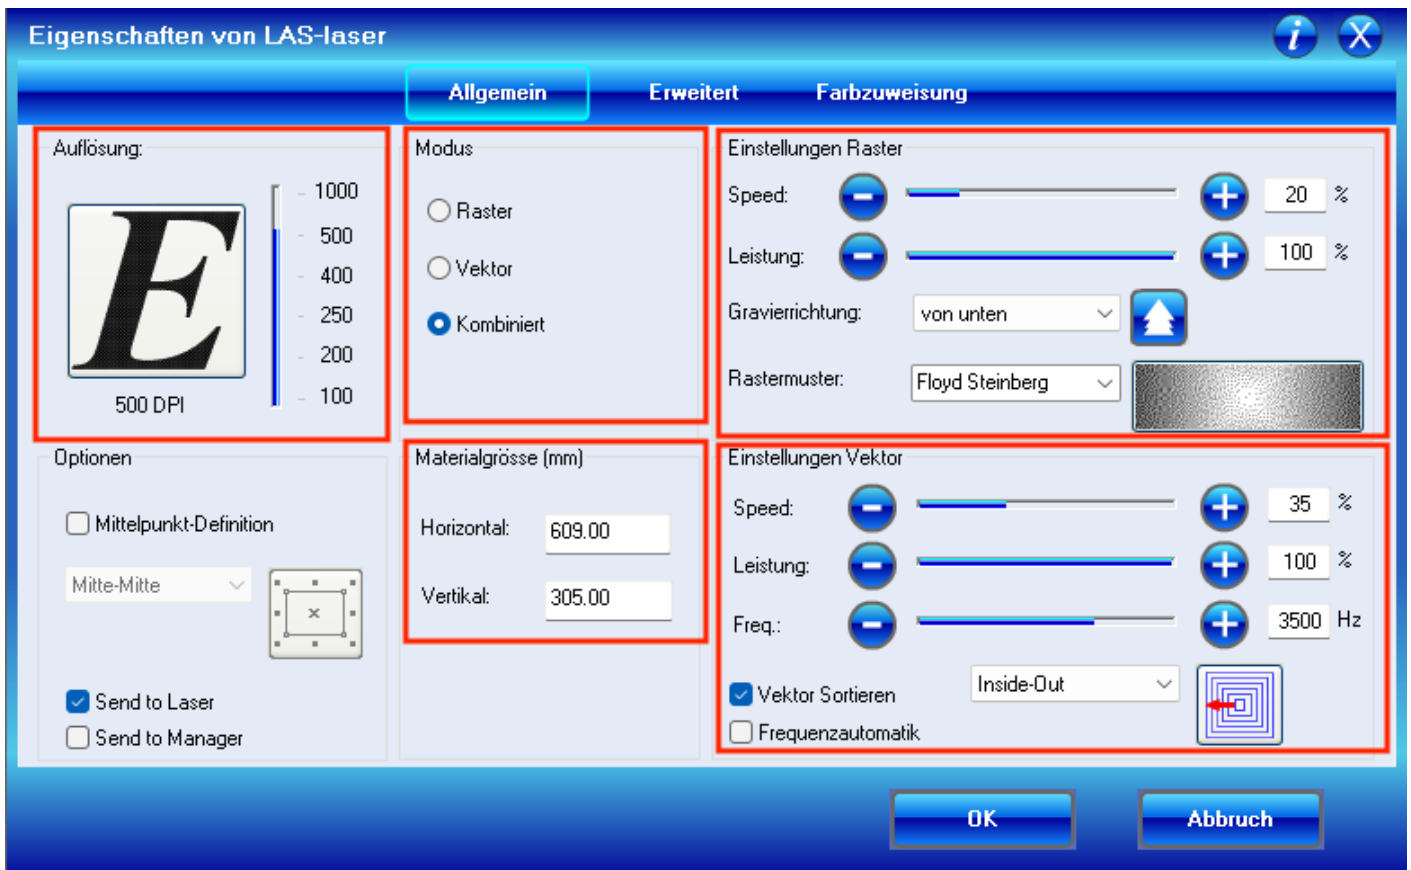 Eigenschaften von LAS-laser
i X
Allgemein Erweitert Farbzuweisung
Auflösung:
E
500 DPI
1000
500
400
250
200
100
Modus
Raster
Vektor
Kombiniert
Einstellungen Raster
Speed: 20 %
Leistung: 100 %
Gravierrichtung: von unten
Rastermuster: Floyd Steinberg
Optionen
Mittelpunkt-Definition
Mitte-Mitte
Send to Laser
Send to Manager
Materialgrösse (mm)
Horizontal: 609.00
Vertikal: 305.00
Einstellungen Vektor
Speed: 35 %
Leistung: 100 %
Freq.: 3500 Hz
Vektor Sortieren Inside-Out
Frequenzautomatik
OK Abbruch